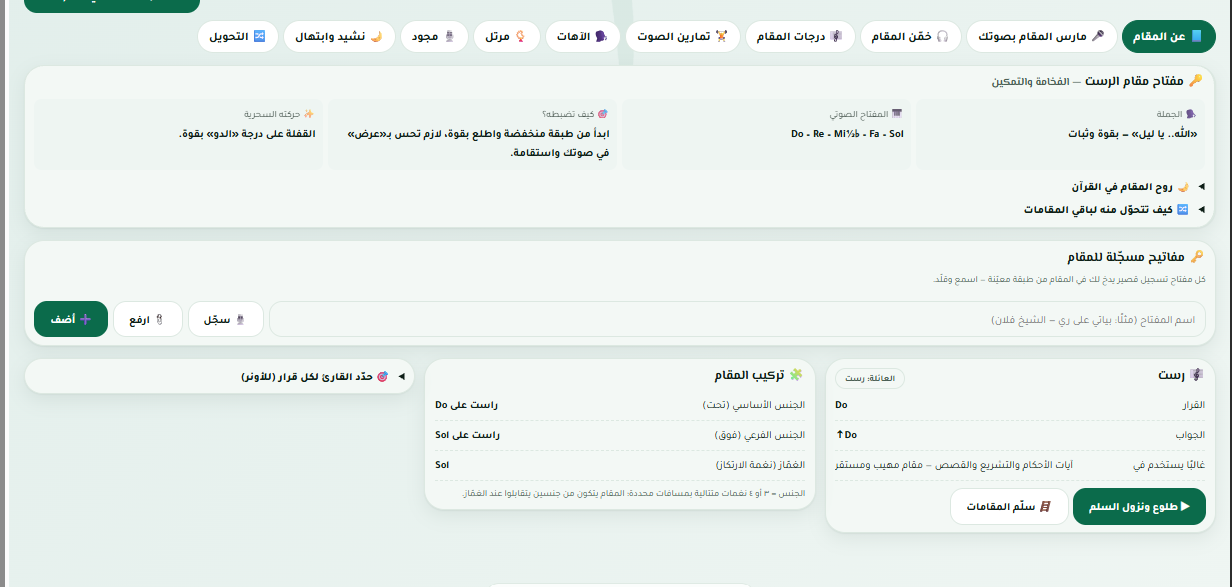 📘 عن المقام
🎤 مارس المقام بصوتك
🎧 خمّن المقام
🎼 درجات المقام
🏋️ تمارين الصوت
🗣️ الآهات
📿 مرتل
🎙️ مجود
🌙 نشيد وابتهال
🔀 التحويل
🔑 مفتاح مقام الرست — الفخامة والتمكين
🗣️ الجملة
«الله.. يا ليل» – بقوة وثبات
🎹 المفتاح الصوتي
Do - Re - Mi½♭ - Fa - Sol
🎯 كيف تضبطه؟
ابدأ من طبقة منخفضة واطلع بقوة، لازم تحس بـ«عرض»
في صوتك واستقامة.
✨ حركته السحرية
القفلة على درجة «الدو» بقوة.
◀ 🌙 روح المقام في القرآن
◀ 🔀 كيف تتحوّل منه لباقي المقامات
🔑 مفاتيح مسجّلة للمقام
كل مفتاح تسجيل قصير يدخ لك في المقام من طبقة معيّنة – اسمع وقلّد.
اسم المفتاح (مثلًا: بياتي على ري – الشيخ فلان)
🎙️ سجّل
📎 ارفع
➕ أضف
🎼 رست
العائلة: رست
القرار Do
الجواب Do↑
غالبًا يستخدم في آيات الأحكام والتشريع والقصص – مقام مهيب ومستقر
▶ طلوع ونزول السلم
🪜 سلّم المقامات
🧩 تركيب المقام
الجنس الأساسي (تحت) راست على Do
الجنس الفرعي (فوق) راست على Sol
الغمّاز (نغمة الارتكاز) Sol
الجنس = ٣ أو ٤ نغمات متتالية بمسافات محددة: المقام يتكون من جنسين يتقابلوا عند الغمّاز.
◀ 🎯 حدّد القارئ لكل قرار (للأونر)